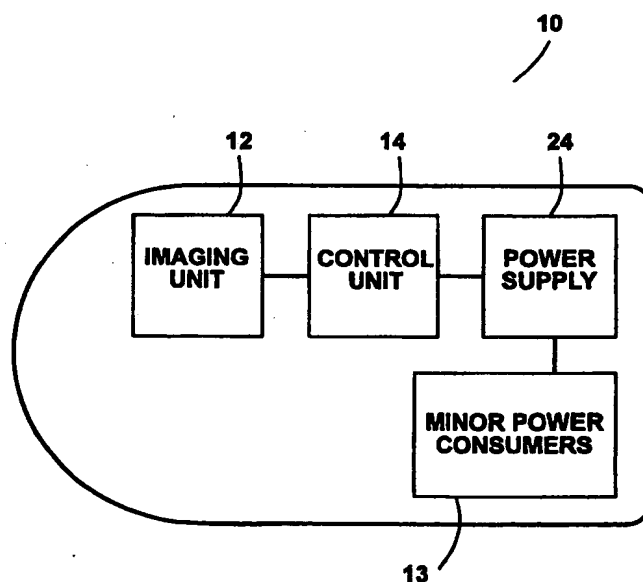 10
12
14
24
IMAGING
UNIT
CONTROL
UNIT
POWER
SUPPLY
MINOR POWER
CONSUMERS
13